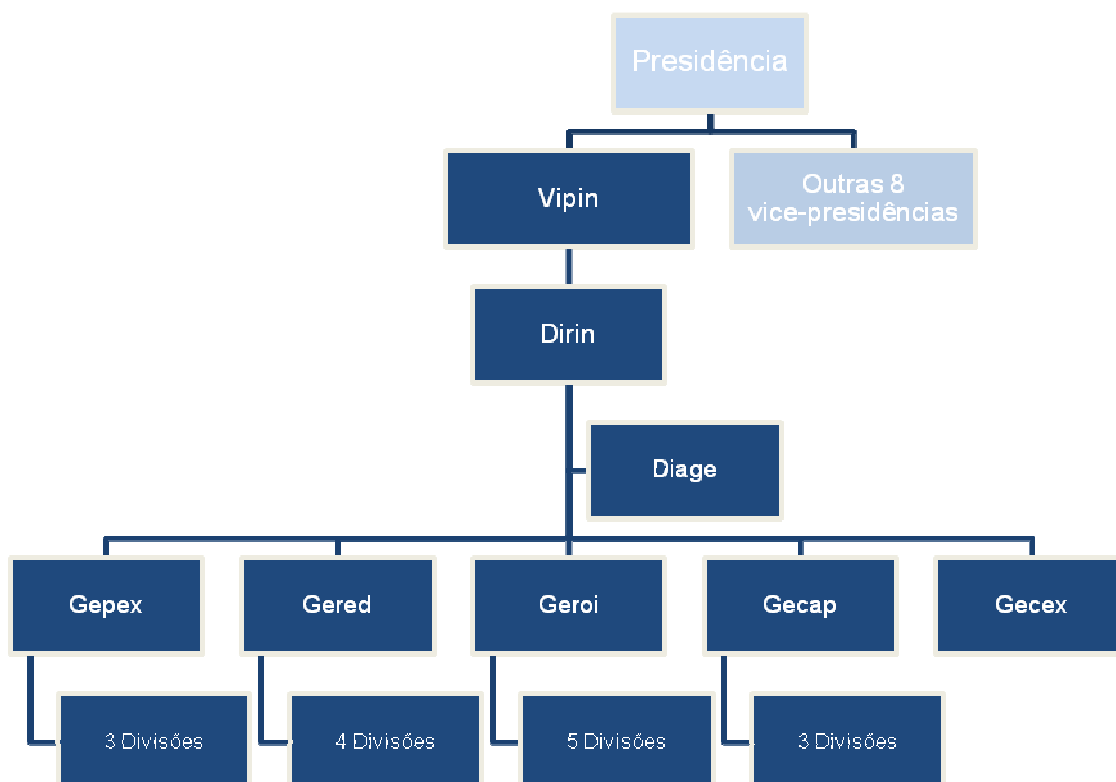 Presidência
Vipin
Outras 8
vice-presidências
Dirin
Diage
Gepex
Gered
Geroi
Gecap
Gecex
3 Divisões
4 Divisões
5 Divisões
3 Divisões